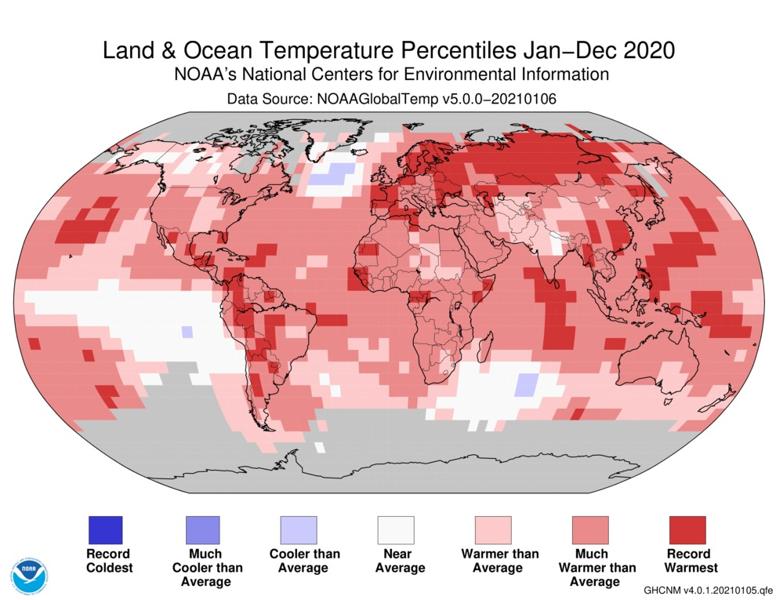 Land & Ocean Temperature Percentiles Jan–Dec 2020
NOAA's National Centers for Environmental Information
Data Source: NOAAGlobalTemp v5.0.0–20210106
Record
Coldest
Much
Cooler than
Average
Cooler than
Average
Near
Average
Warmer than
Average
Much
Warmer than
Average
Record
Warmest
NOAA
GHCNM v4.0.1.20210105.qfe